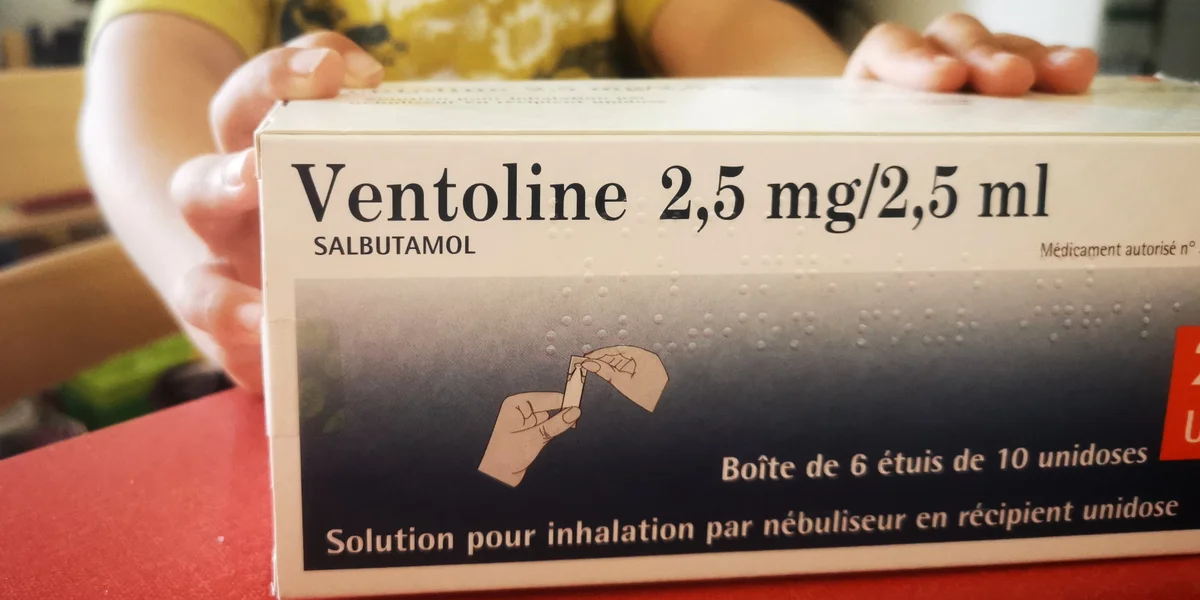 Ventoline 2,5 mg/2,5 ml
SALBUTAMOL
Médicament autorisé n°
Boîte de 6 étuis de 10 unidoses
Solution pour inhalation par nébuliseur en récipient unidose